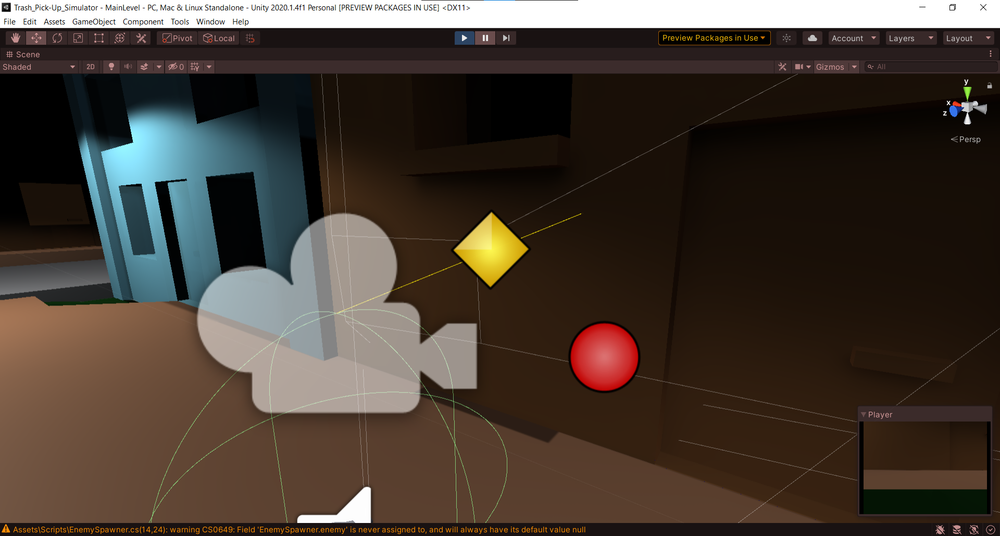 Trash_Pick-Up_Simulator - MainLevel - PC, Mac & Linux Standalone - Unity 2020.1.4f1 Personal [PREVIEW PACKAGES IN USE] <DX11>
File Edit Assets GameObject Component Tools Window Help
Pivot Local Preview Packages in Use Account Layers Layout
Scene
Shaded 2D 0 Gizmos All
y
x
z
Persp
Player
Assets\Scripts\EnemySpawner.cs(14,24): warning CS0649: Field 'EnemySpawner.enemy' is never assigned to, and will always have its default value null